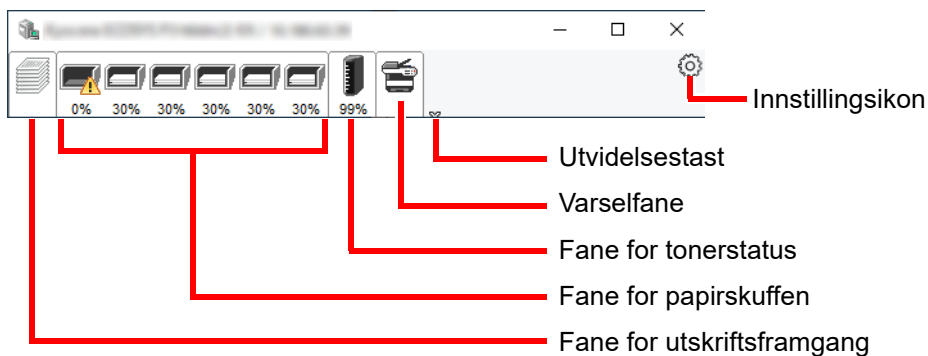 0% 30% 30% 30% 30% 30% 99%
Innstillingsikon
Utvidelsestast
Varselfane
Fane for tonerstatus
Fane for papirskuffen
Fane for utskriftsframgang